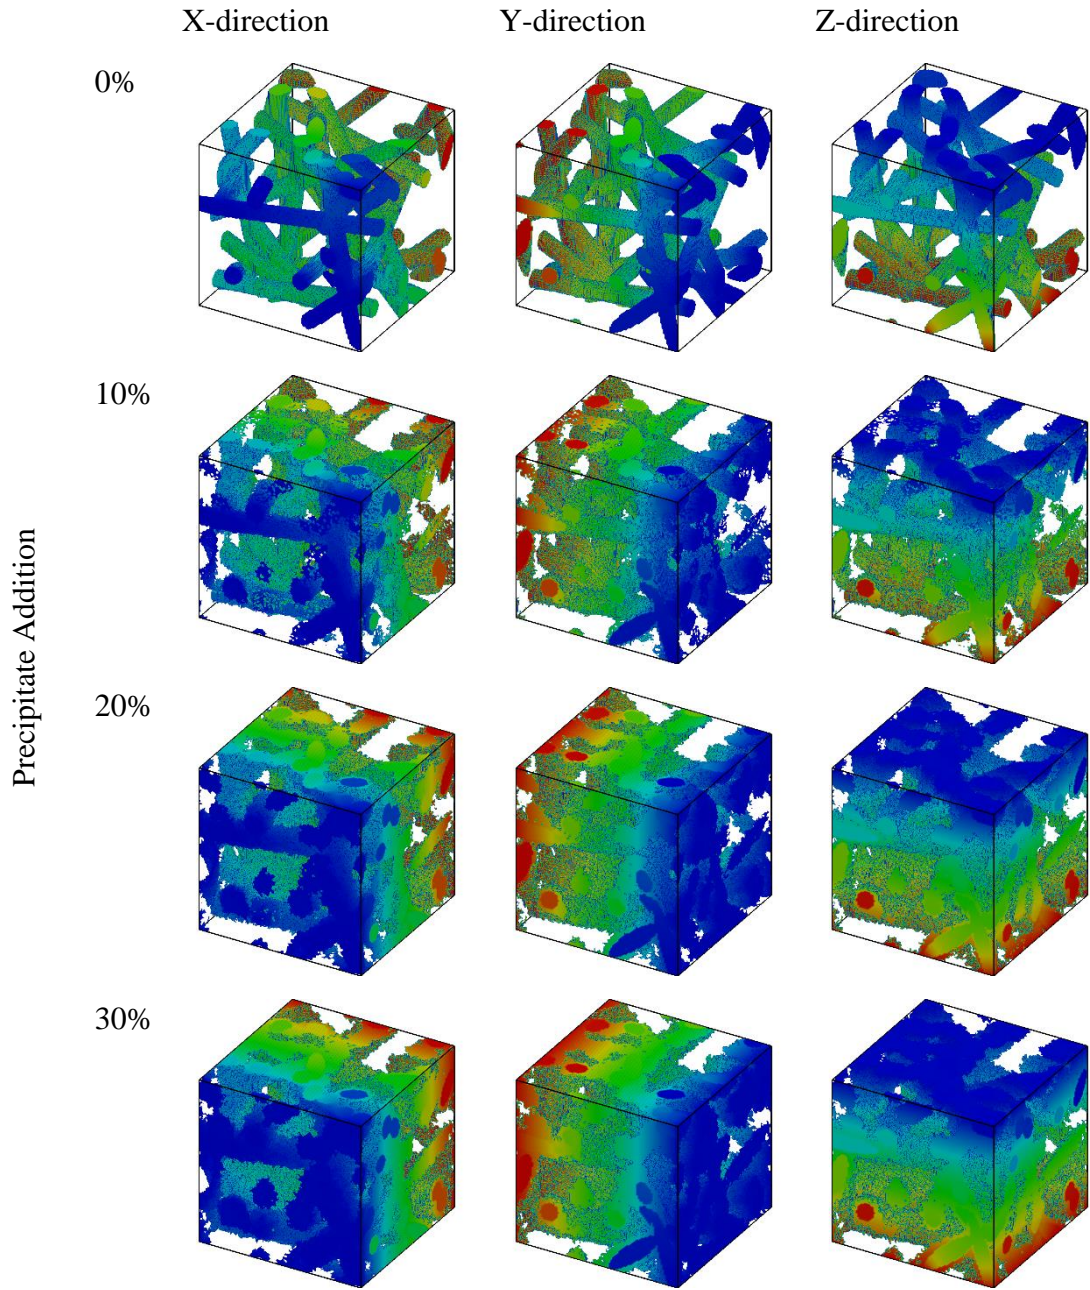 X-direction
Y-direction
Z-direction
0%
10%
Precipitate Addition
20%
30%